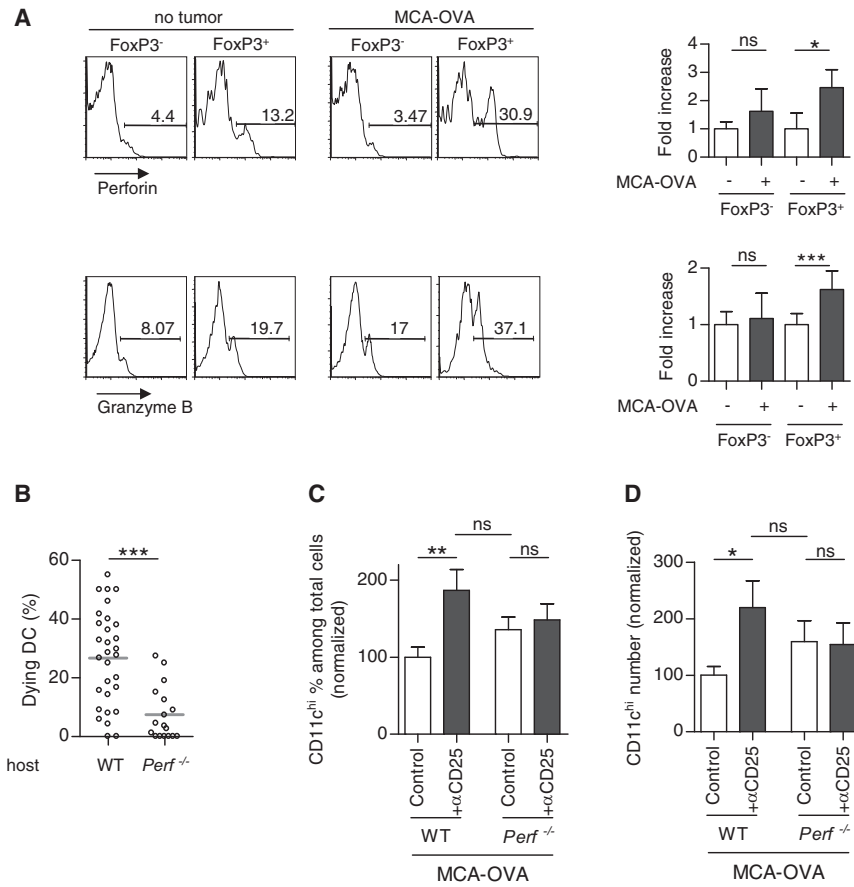 A
no tumor
MCA-OVA
FoxP3-
FoxP3+
FoxP3-
FoxP3+
4.4
13.2
3.47
30.9
Perforin
Fold increase
4
3
2
1
0
ns
*
MCA-OVA
- + - +
FoxP3-
FoxP3+
8.07
19.7
17
37.1
Granzyme B
Fold increase
2
1
0
ns
***
MCA-OVA
- + - +
FoxP3-
FoxP3+
B
Dying DC (%)
60
40
20
0
***
host
WT
Perf -/-
C
CD11chi % among total cells
(normalized)
200
100
0
**
ns
ns
Control
+αCD25
Control
+αCD25
WT
Perf -/-
MCA-OVA
D
CD11chi number (normalized)
300
200
100
0
*
ns
ns
Control
+αCD25
Control
+αCD25
WT
Perf -/-
MCA-OVA